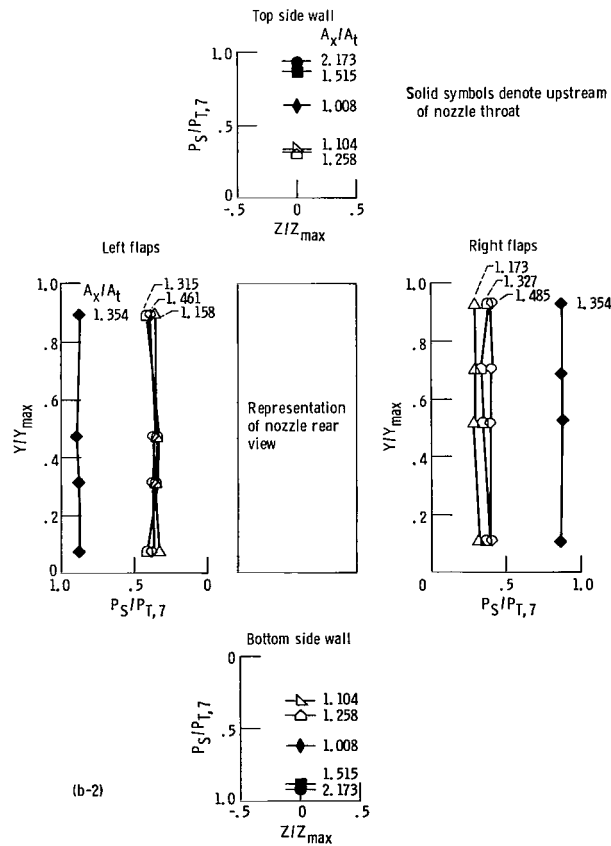 Top side wall
A_x/A_t
1.0
2.173
1.515
Solid symbols denote upstream
of nozzle throat
P_S/P_T,7
.5
1.008
1.104
1.258
0
-.5 0 .5
Z/Z_max
Left flaps
Right flaps
A_x/A_t
1.315
1.461
1.158
1.354
1.0
.8
.6
.4
.2
0
Y/Y_max
1.0 .5 0
P_S/P_T,7
Representation
of nozzle rear
view
1.173
1.327
1.485
1.354
1.0
.8
.6
.4
.2
0
Y/Y_max
0 .5 1.0
P_S/P_T,7
Bottom side wall
0
1.104
1.258
.5
P_S/P_T,7
1.008
1.515
2.173
1.0
-.5 0 .5
Z/Z_max
(b-2)